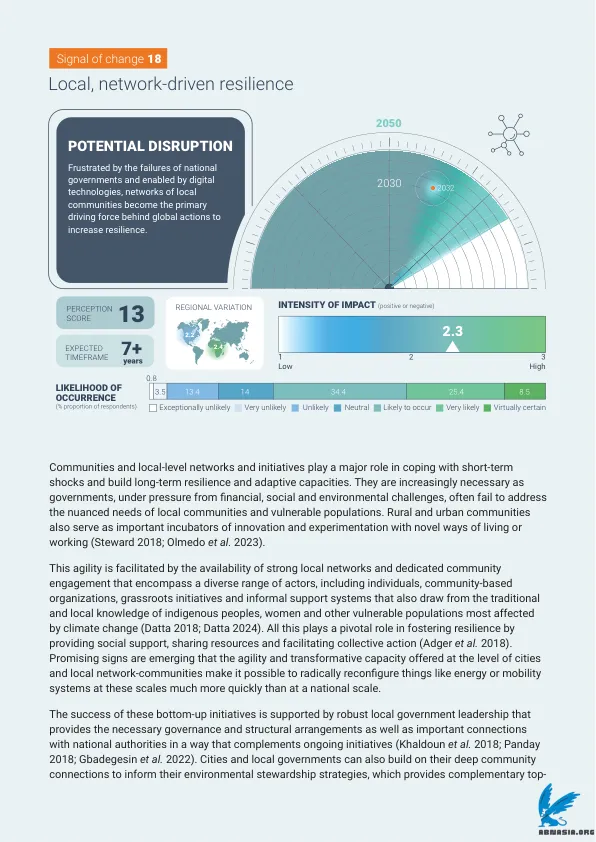 Signal of change 18
Local, network-driven resilience
POTENTIAL DISRUPTION
Frustrated by the failures of national
governments and enabled by digital
technologies, networks of local
communities become the primary
driving force behind global actions to
increase resilience.
2050
2030
2032
PERCEPTION
SCORE
13
EXPECTED
TIMEFRAME
7+
years
REGIONAL VARIATION
2.2
2.4
INTENSITY OF IMPACT (positive or negative)
2.3
1
2
3
Low
High
LIKELIHOOD OF
OCCURRENCE
(% proportion of respondents)
0.8
3.5
13.4
14
34.4
25.4
8.5
Exceptionally unlikely
Very unlikely
Unlikely
Neutral
Likely to occur
Very likely
Virtually certain
Communities and local-level networks and initiatives play a major role in coping with short-term
shocks and build long-term resilience and adaptive capacities. They are increasingly necessary as
governments, under pressure from financial, social and environmental challenges, often fail to address
the nuanced needs of local communities and vulnerable populations. Rural and urban communities
also serve as important incubators of innovation and experimentation with novel ways of living or
working (Steward 2018; Olmedo et al. 2023).
This agility is facilitated by the availability of strong local networks and dedicated community
engagement that encompass a diverse range of actors, including individuals, community-based
organizations, grassroots initiatives and informal support systems that also draw from the traditional
and local knowledge of indigenous peoples, women and other vulnerable populations most affected
by climate change (Datta 2018; Datta 2024). All this plays a pivotal role in fostering resilience by
providing social support, sharing resources and facilitating collective action (Adger et al. 2018).
Promising signs are emerging that the agility and transformative capacity offered at the level of cities
and local network-communities make it possible to radically reconfigure things like energy or mobility
systems at these scales much more quickly than at a national scale.
The success of these bottom-up initiatives is supported by robust local government leadership that
provides the necessary governance and structural arrangements as well as important connections
with national authorities in a way that complements ongoing initiatives (Khaldoun et al. 2018; Panday
2018; Gbadegesin et al. 2022). Cities and local governments can also build on their deep community
connections to inform their environmental stewardship strategies, which provides complementary top-
ABNASIA.ORG